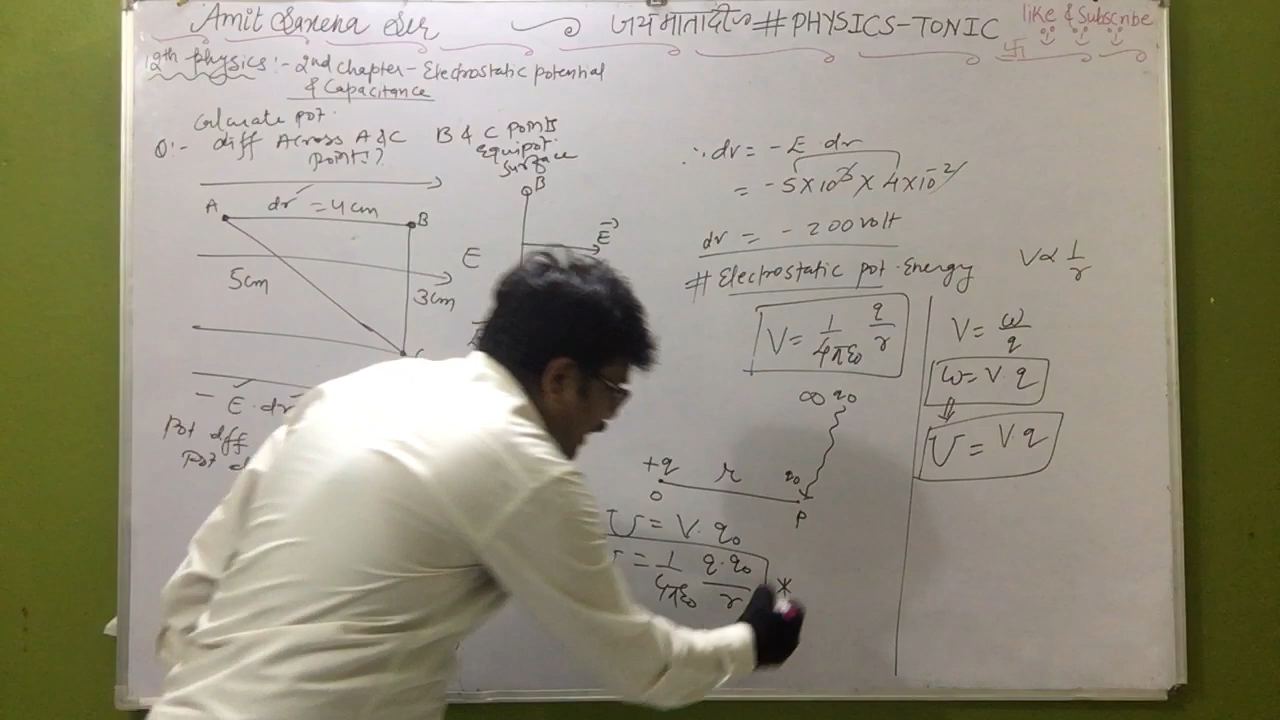 Amit Saxena Sir
जय माता दी
# PHYSICS-TONIC
like & Subscribe
12th physics :- 2nd chapter - Electrostatic potential
& Capacitance
Q:- Calculate pot.
diff Across A & C
points?
dr = 4cm
A
B
5cm
3cm
E
- E. dr
Pot diff
Pot
B & C points
equipot.
surface
B
E
∴ dv = - E dr
= - 5×10³ × 4×10⁻²
dv = - 200 volt
# Electrostatic pot. Energy
V ∝ 1/r
V = 1/4πε₀ q/r
∞ q₀
+q
r
q₀
O
P
U = V. q₀
= 1/4πε₀ q.q₀/r *
V = ω/q
ω = V. q
⇓
U = V. q